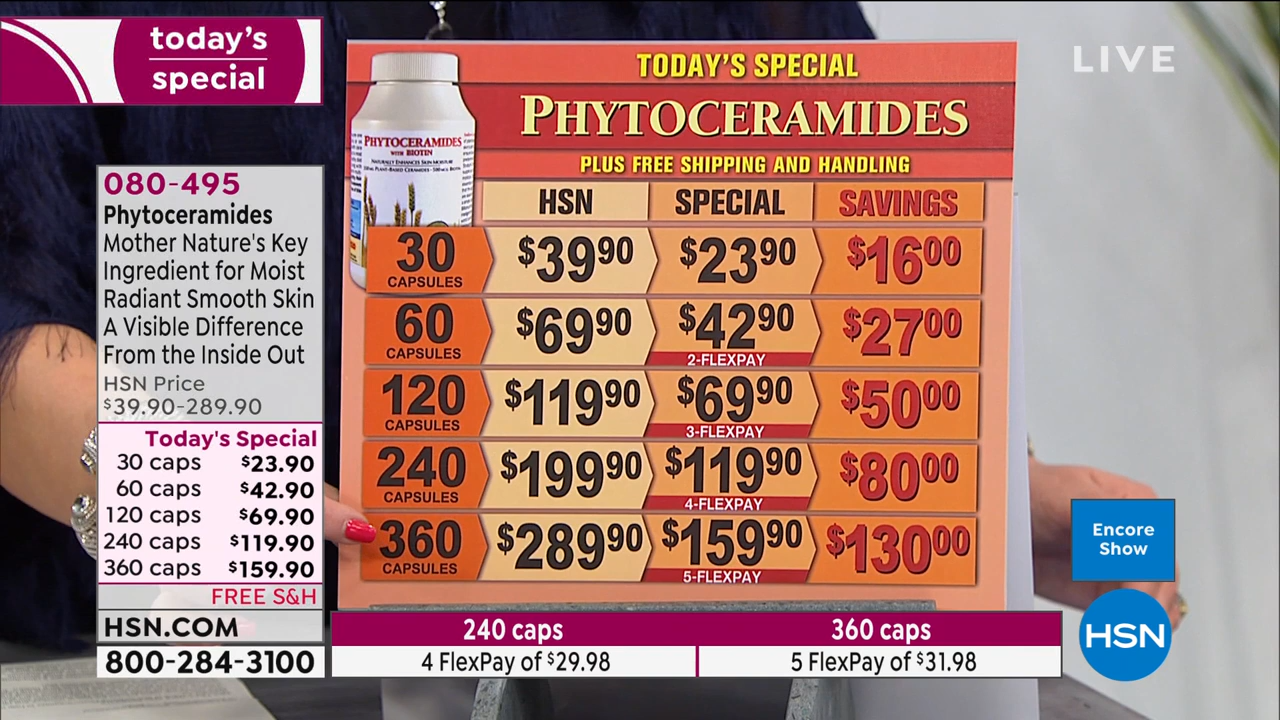 today's
special
LIVE
080-495
Phytoceramides
Mother Nature's Key
Ingredient for Moist
Radiant Smooth Skin
A Visible Difference
From the Inside Out
HSN Price
$39.90-289.90
Today's Special
30 caps $23.90
60 caps $42.90
120 caps $69.90
240 caps $119.90
360 caps $159.90
FREE S&H
HSN.COM
800-284-3100
TODAY'S SPECIAL
PHYTOCERAMIDES
PLUS FREE SHIPPING AND HANDLING
PHYTOCERAMIDES
WITH BIOTIN
NATURALLY ENHANCES SKIN MOISTURE
HSN SPECIAL SAVINGS
30 CAPSULES $39.90 $23.90 $16.00
60 CAPSULES $69.90 $42.90 $27.00
2-FLEXPAY
120 CAPSULES $119.90 $69.90 $50.00
3-FLEXPAY
240 CAPSULES $199.90 $119.90 $80.00
4-FLEXPAY
360 CAPSULES $289.90 $159.90 $130.00
5-FLEXPAY
Encore
Show
HSN
240 caps 360 caps
4 FlexPay of $29.98 5 FlexPay of $31.98